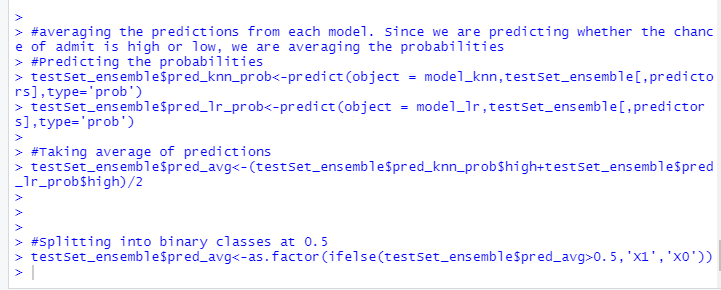 >
> #averaging the predictions from each model. Since we are predicting whether the chanc
e of admit is high or low, we are averaging the probabilities
> #Predicting the probabilities
> testSet_ensemble$pred_knn_prob<-predict(object = model_knn,testSet_ensemble[,predicto
rs],type='prob')
> testSet_ensemble$pred_lr_prob<-predict(object = model_lr,testSet_ensemble[,predictor
s],type='prob')
>
> #Taking average of predictions
> testSet_ensemble$pred_avg<-(testSet_ensemble$pred_knn_prob$high+testSet_ensemble$pred
_lr_prob$high)/2
>
>
>
> #Splitting into binary classes at 0.5
> testSet_ensemble$pred_avg<-as.factor(ifelse(testSet_ensemble$pred_avg>0.5,'X1','X0'))
>